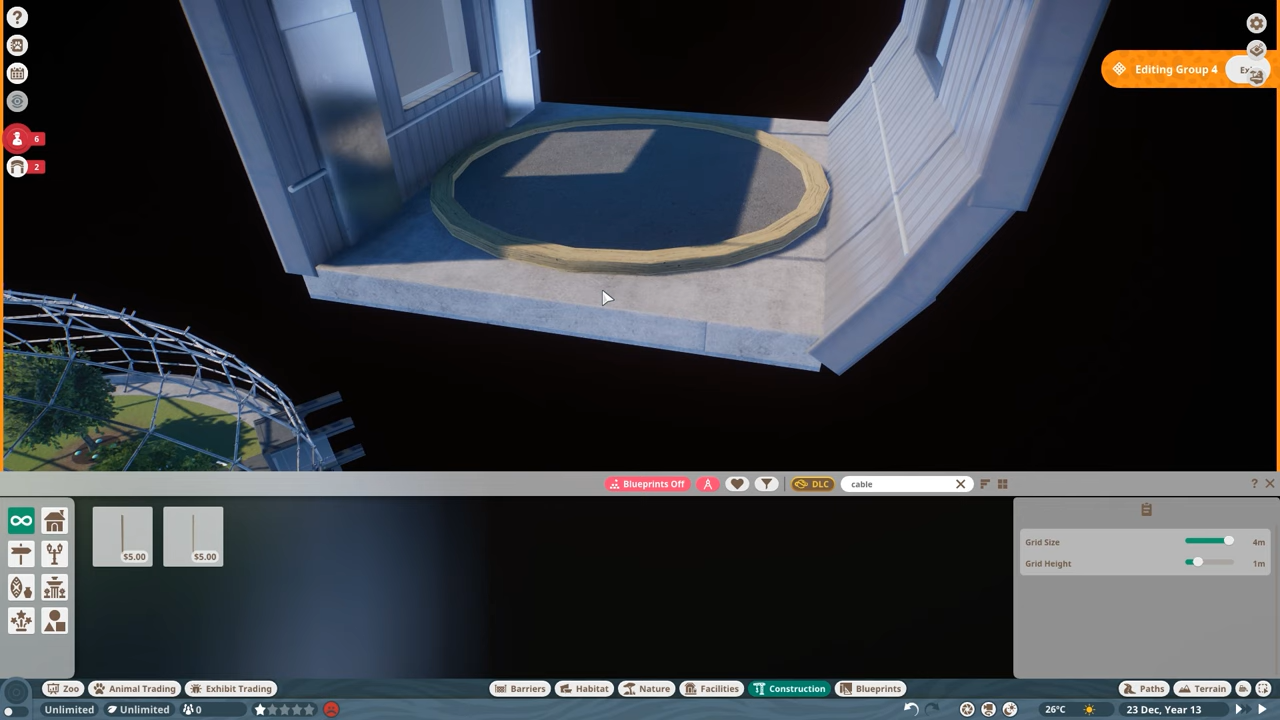 ?
6
2
Editing Group 4
Blueprints Off
DLC
cable
?
$5.00
$5.00
Grid Size
4m
Grid Height
1m
Zoo
Animal Trading
Exhibit Trading
Barriers
Habitat
Nature
Facilities
Construction
Blueprints
Paths
Terrain
Unlimited
Unlimited
0
26°C
23 Dec, Year 13